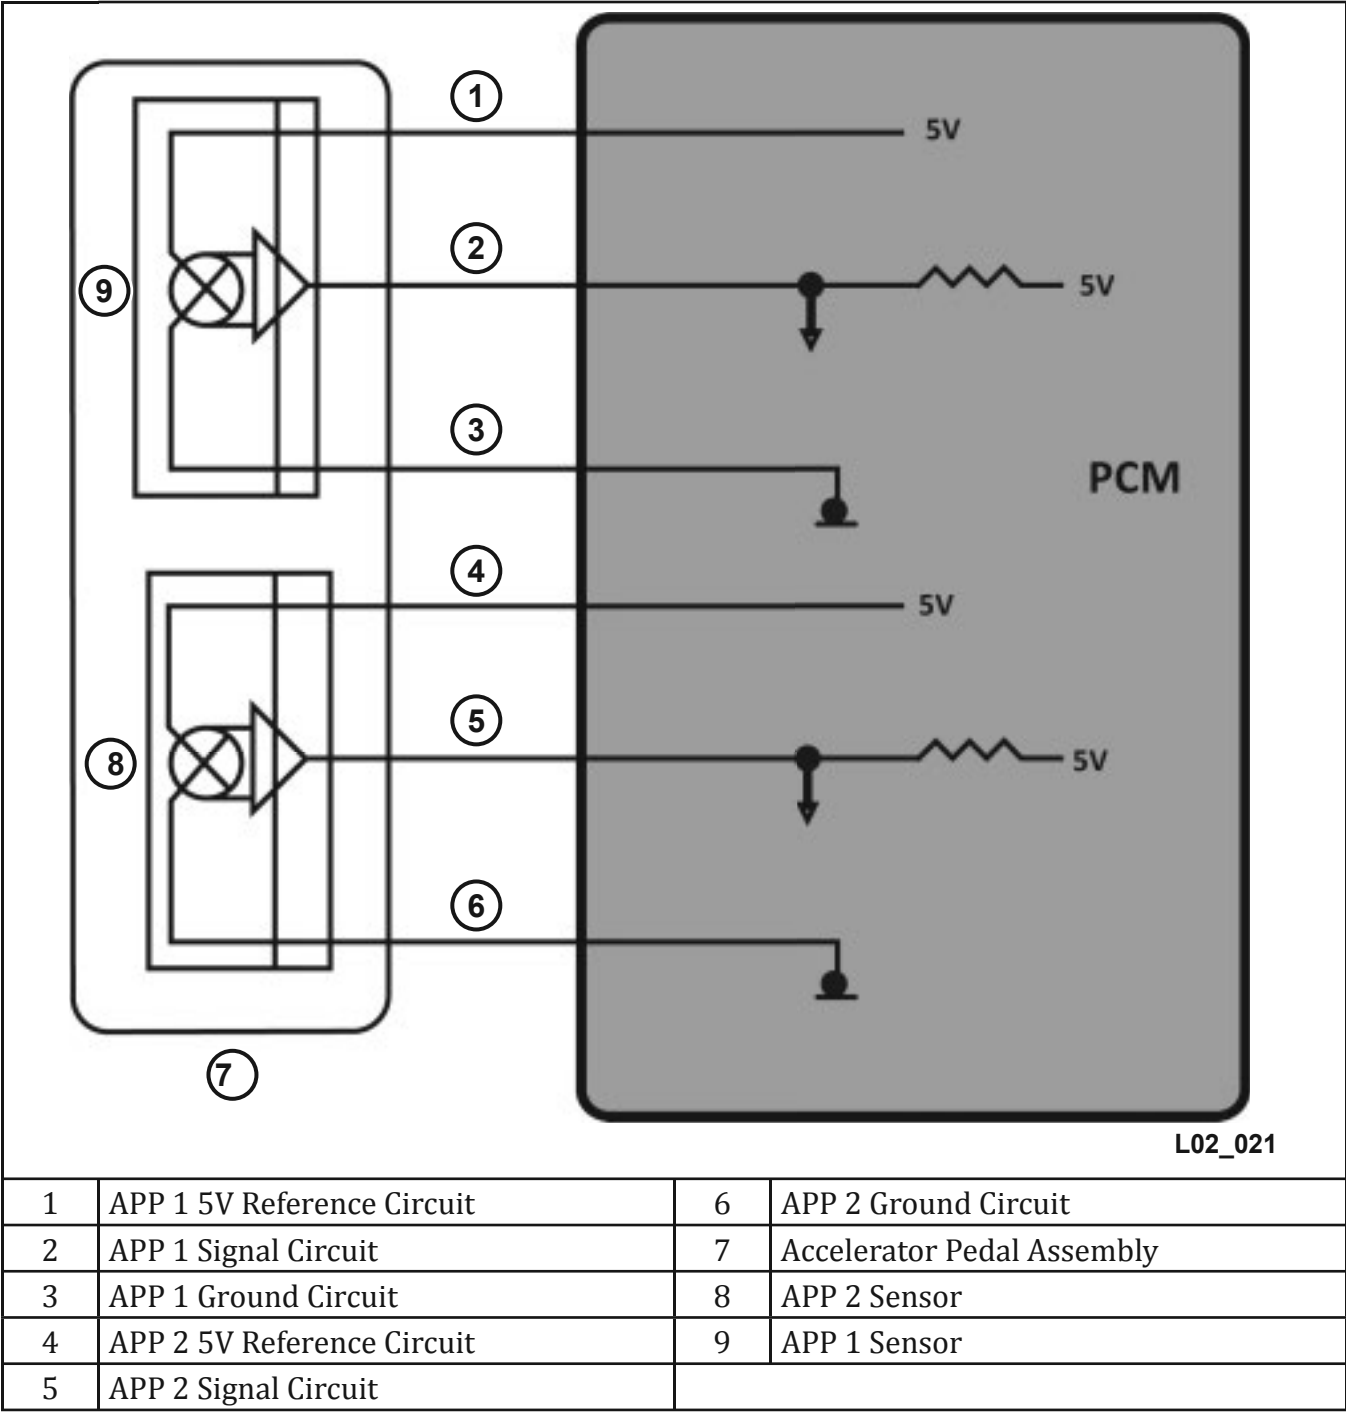 1
5V
2
5V
9
3
PCM
4
5V
5
5V
8
6
7
L02_021
1 APP 1 5V Reference Circuit 6 APP 2 Ground Circuit
2 APP 1 Signal Circuit 7 Accelerator Pedal Assembly
3 APP 1 Ground Circuit 8 APP 2 Sensor
4 APP 2 5V Reference Circuit 9 APP 1 Sensor
5 APP 2 Signal Circuit